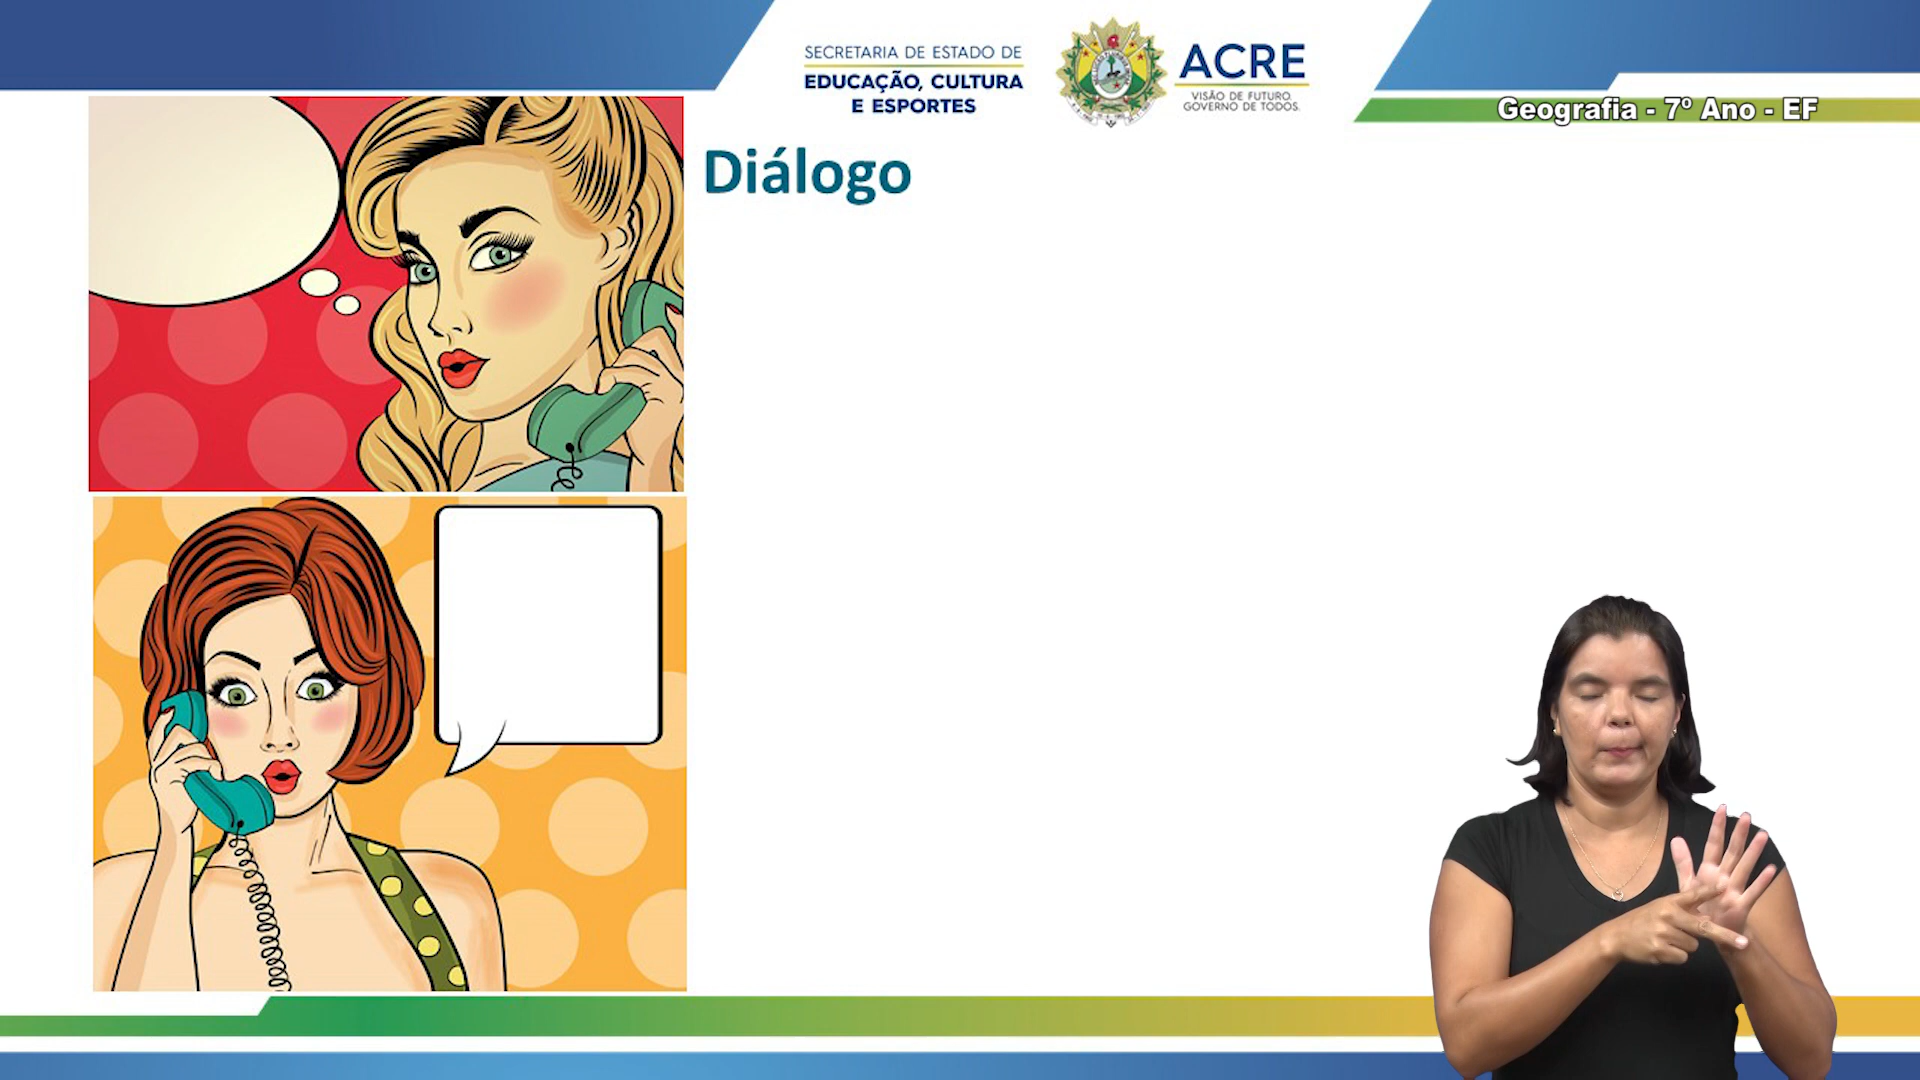 SECRETARIA DE ESTADO DE
EDUCAÇÃO, CULTURA
E ESPORTES
ACRE
VISÃO DE FUTURO.
GOVERNO DE TODOS.
Geografia - 7º Ano - EF
Diálogo